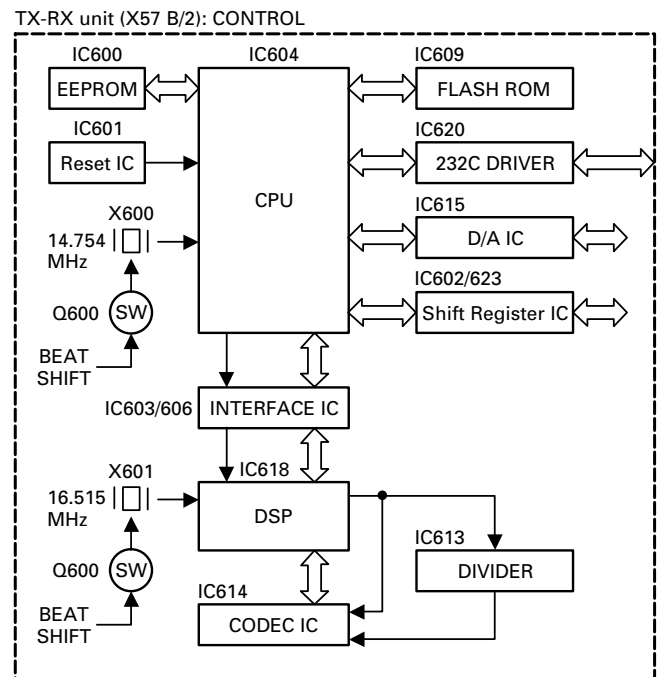 TX-RX unit (X57 B/2): CONTROL
IC600
EEPROM
IC601
Reset IC
X600
14.754
MHz
Q600
SW
BEAT
SHIFT
IC604
CPU
IC609
FLASH ROM
IC620
232C DRIVER
IC615
D/A IC
IC602/623
Shift Register IC
IC603/606
INTERFACE IC
X601
16.515
MHz
Q600
SW
BEAT
SHIFT
IC618
DSP
IC613
DIVIDER
IC614
CODEC IC